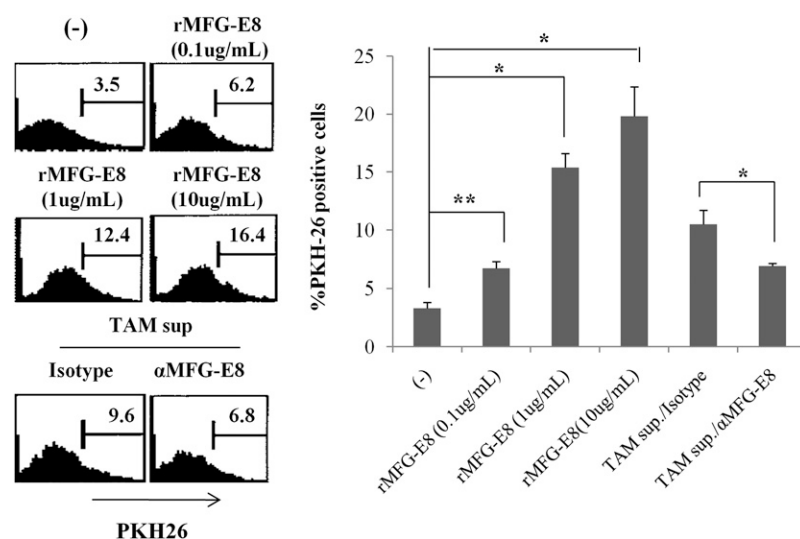 (-)
rMFG-E8
(0.1ug/mL)
3.5
6.2
rMFG-E8
(1ug/mL)
rMFG-E8
(10ug/mL)
12.4
16.4
TAM sup
Isotype
αMFG-E8
9.6
6.8
PKH26
%PKH-26 positive cells
25
20
15
10
5
0
*
*
**
*
(-)
rMFG-E8 (0.1ug/mL)
rMFG-E8 (1ug/mL)
rMFG-E8(10ug/mL)
TAM sup./Isotype
TAM sup./αMFG-E8